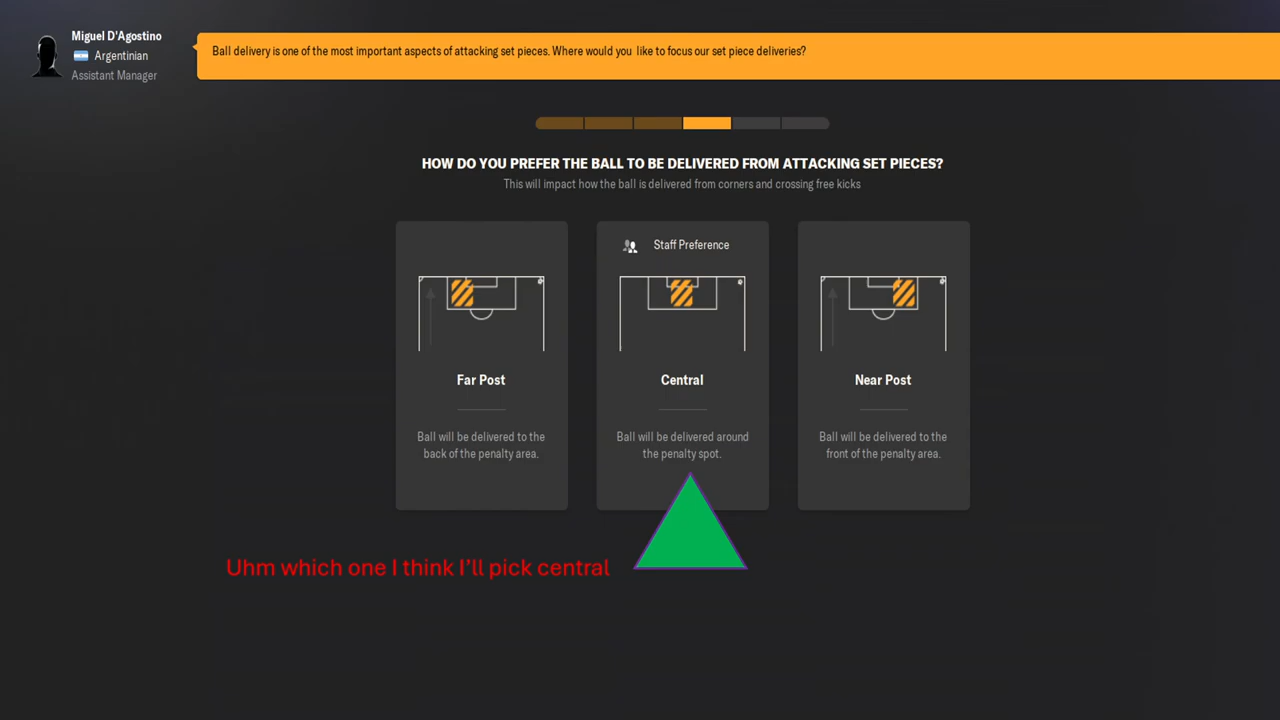 Miguel D'Agostino
Argentinian
Assistant Manager
Ball delivery is one of the most important aspects of attacking set pieces. Where would you like to focus our set piece deliveries?
HOW DO YOU PREFER THE BALL TO BE DELIVERED FROM ATTACKING SET PIECES?
This will impact how the ball is delivered from corners and crossing free kicks
Far Post
Ball will be delivered to the
back of the penalty area.
Staff Preference
Central
Ball will be delivered around
the penalty spot.
Near Post
Ball will be delivered to the
front of the penalty area.
Uhm which one I think I’ll pick central